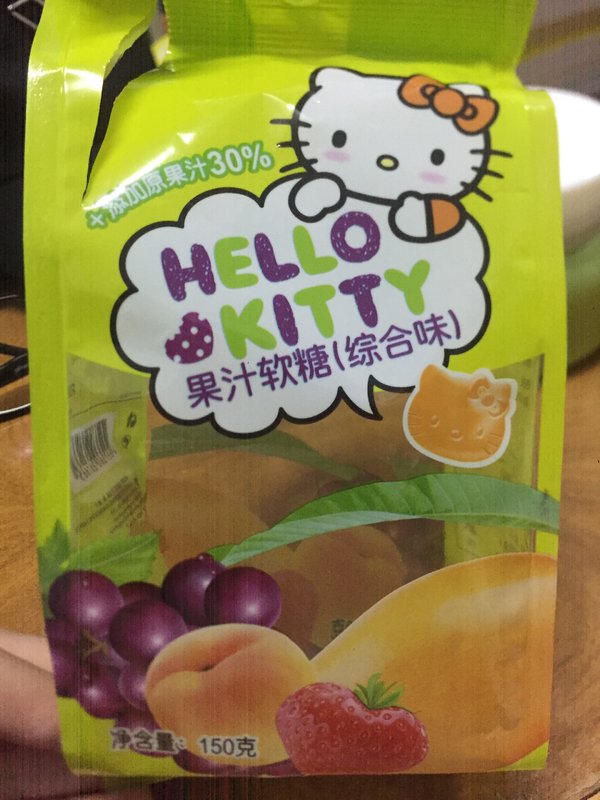 +添加原果汁30%
HELLO
KITTY
果汁软糖(综合味)
净含量: 150克